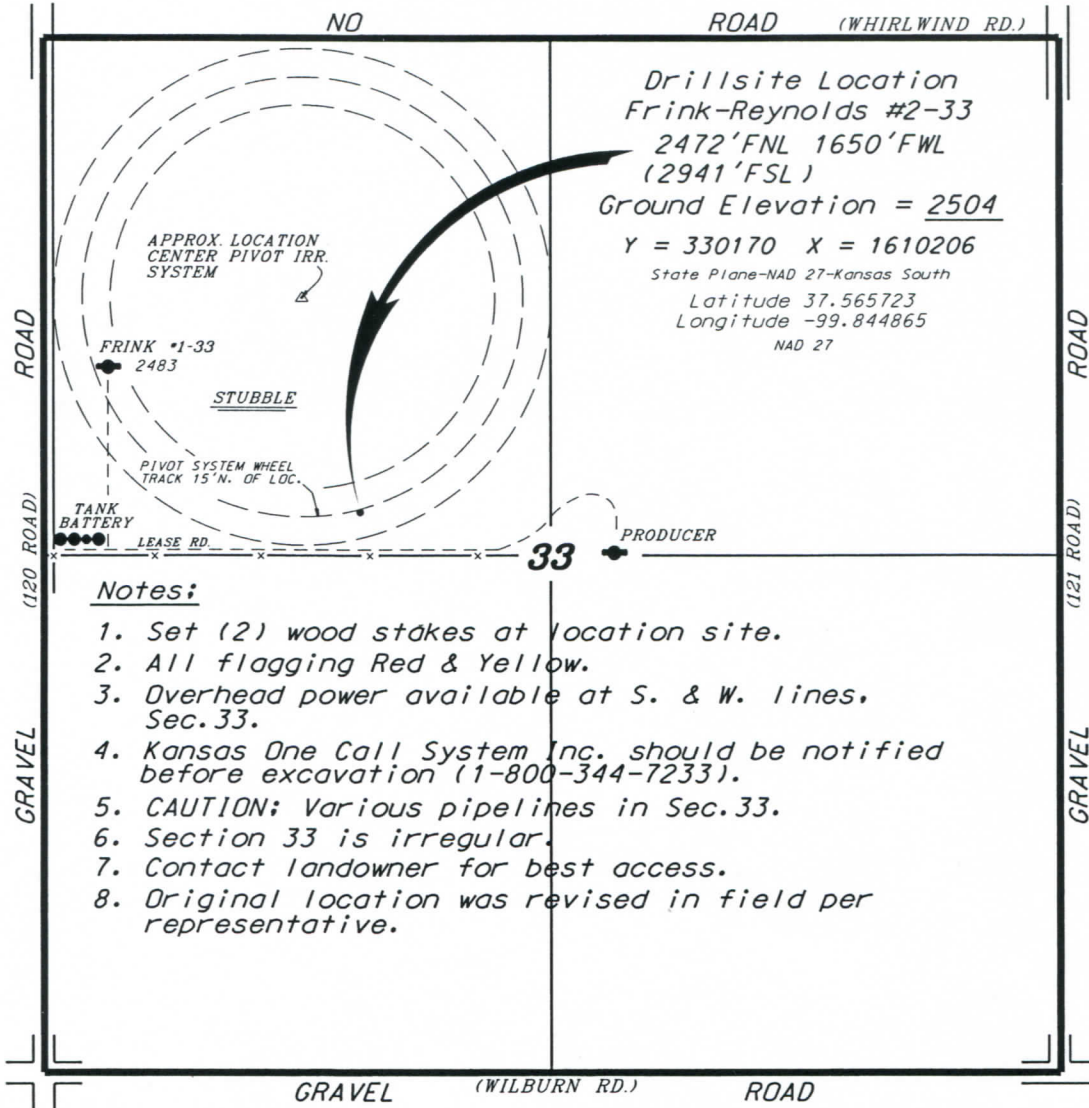 NO ROAD (WHIRLWIND RD.)
Drillsite Location
Frink-Reynolds #2-33
2472'FNL 1650'FWL
(2941'FSL)
Ground Elevation = 2504
Y = 330170 X = 1610206
State Plane-NAD 27-Kansas South
Latitude 37.565723
Longitude -99.844865
NAD 27
APPROX. LOCATION
CENTER PIVOT IRR.
SYSTEM
FRINK #1-33
2483
STUBBLE
PIVOT SYSTEM WHEEL
TRACK 15'N. OF LOC.
TANK
BATTERY
LEASE RD.
33
PRODUCER
GRAVEL (120 ROAD) ROAD
GRAVEL (121 ROAD) ROAD
Notes:
1. Set (2) wood stakes at location site.
2. All flagging Red & Yellow.
3. Overhead power available at S. & W. lines,
Sec.33.
4. Kansas One Call System Inc. should be notified
before excavation (1-800-344-7233).
5. CAUTION: Various pipelines in Sec.33.
6. Section 33 is irregular.
7. Contact landowner for best access.
8. Original location was revised in field per
representative.
GRAVEL (WILBURN RD.) ROAD